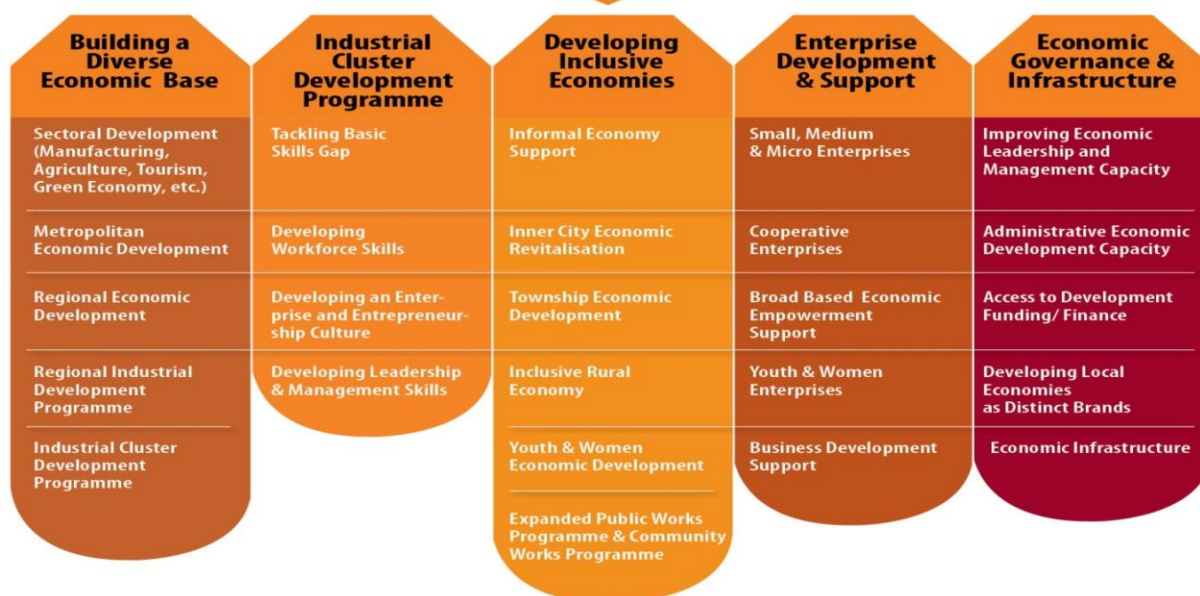 Building a
Diverse
Economic Base
Sectoral Development
(Manufacturing,
Agriculture, Tourism,
Green Economy, etc.)
Metropolitan
Economic Development
Regional Economic
Development
Regional Industrial
Development
Programme
Industrial Cluster
Development
Programme
Industrial
Cluster
Development
Programme
Tackling Basic
Skills Gap
Developing
Workforce Skills
Developing an Enter-
prise and Entrepreneur-
ship Culture
Developing Leadership
& Management Skills
Developing
Inclusive
Economies
Informal Economy
Support
Inner City Economic
Revitalisation
Township Economic
Development
Inclusive Rural
Economy
Youth & Women
Economic Development
Expanded Public Works
Programme & Community
Works Programme
Enterprise
Development
& Support
Small, Medium
& Micro Enterprises
Cooperative
Enterprises
Broad Based Economic
Empowerment
Support
Youth & Women
Enterprises
Business Development
Support
Economic
Governance &
Infrastructure
Improving Economic
Leadership and
Management Capacity
Administrative Economic
Development Capacity
Access to Development
Funding/ Finance
Developing Local
Economies
as Distinct Brands
Economic Infrastructure